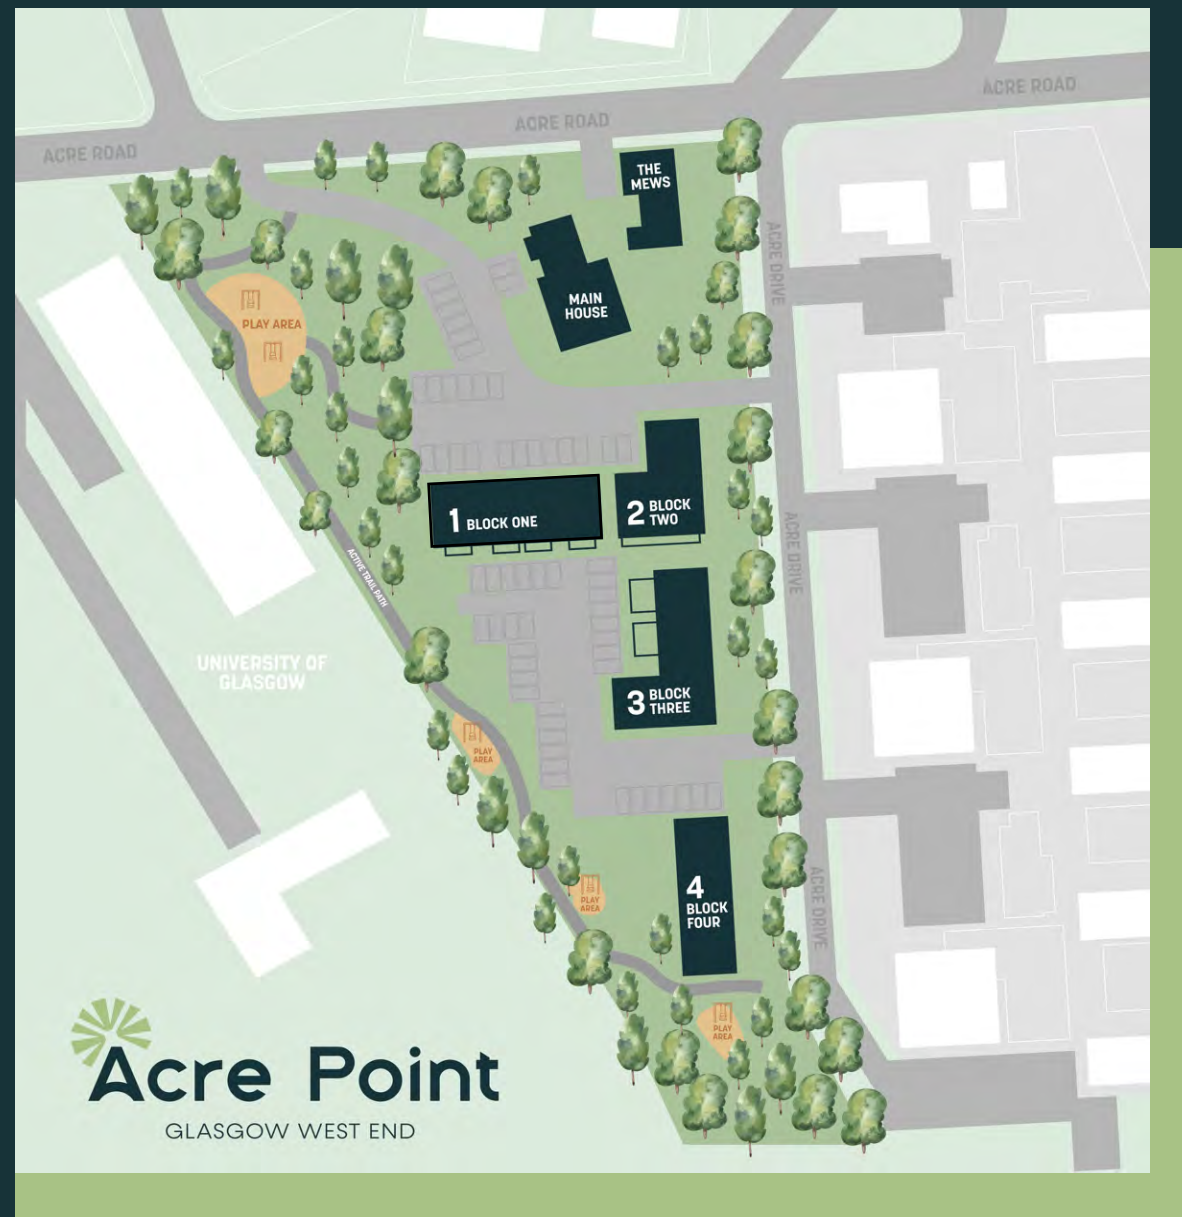 ACRE ROAD
ACRE ROAD
ACRE ROAD
THE
MEWS
ACRE DRIVE
MAIN
HOUSE
PLAY AREA
1 BLOCK ONE
2 BLOCK
TWO
ACRE DRIVE
ACTIVE TRAIL PATH
UNIVERSITY OF
GLASGOW
3 BLOCK
THREE
PLAY
AREA
4
BLOCK
FOUR
PLAY
AREA
ACRE DRIVE
PLAY
AREA
Acre Point
GLASGOW WEST END